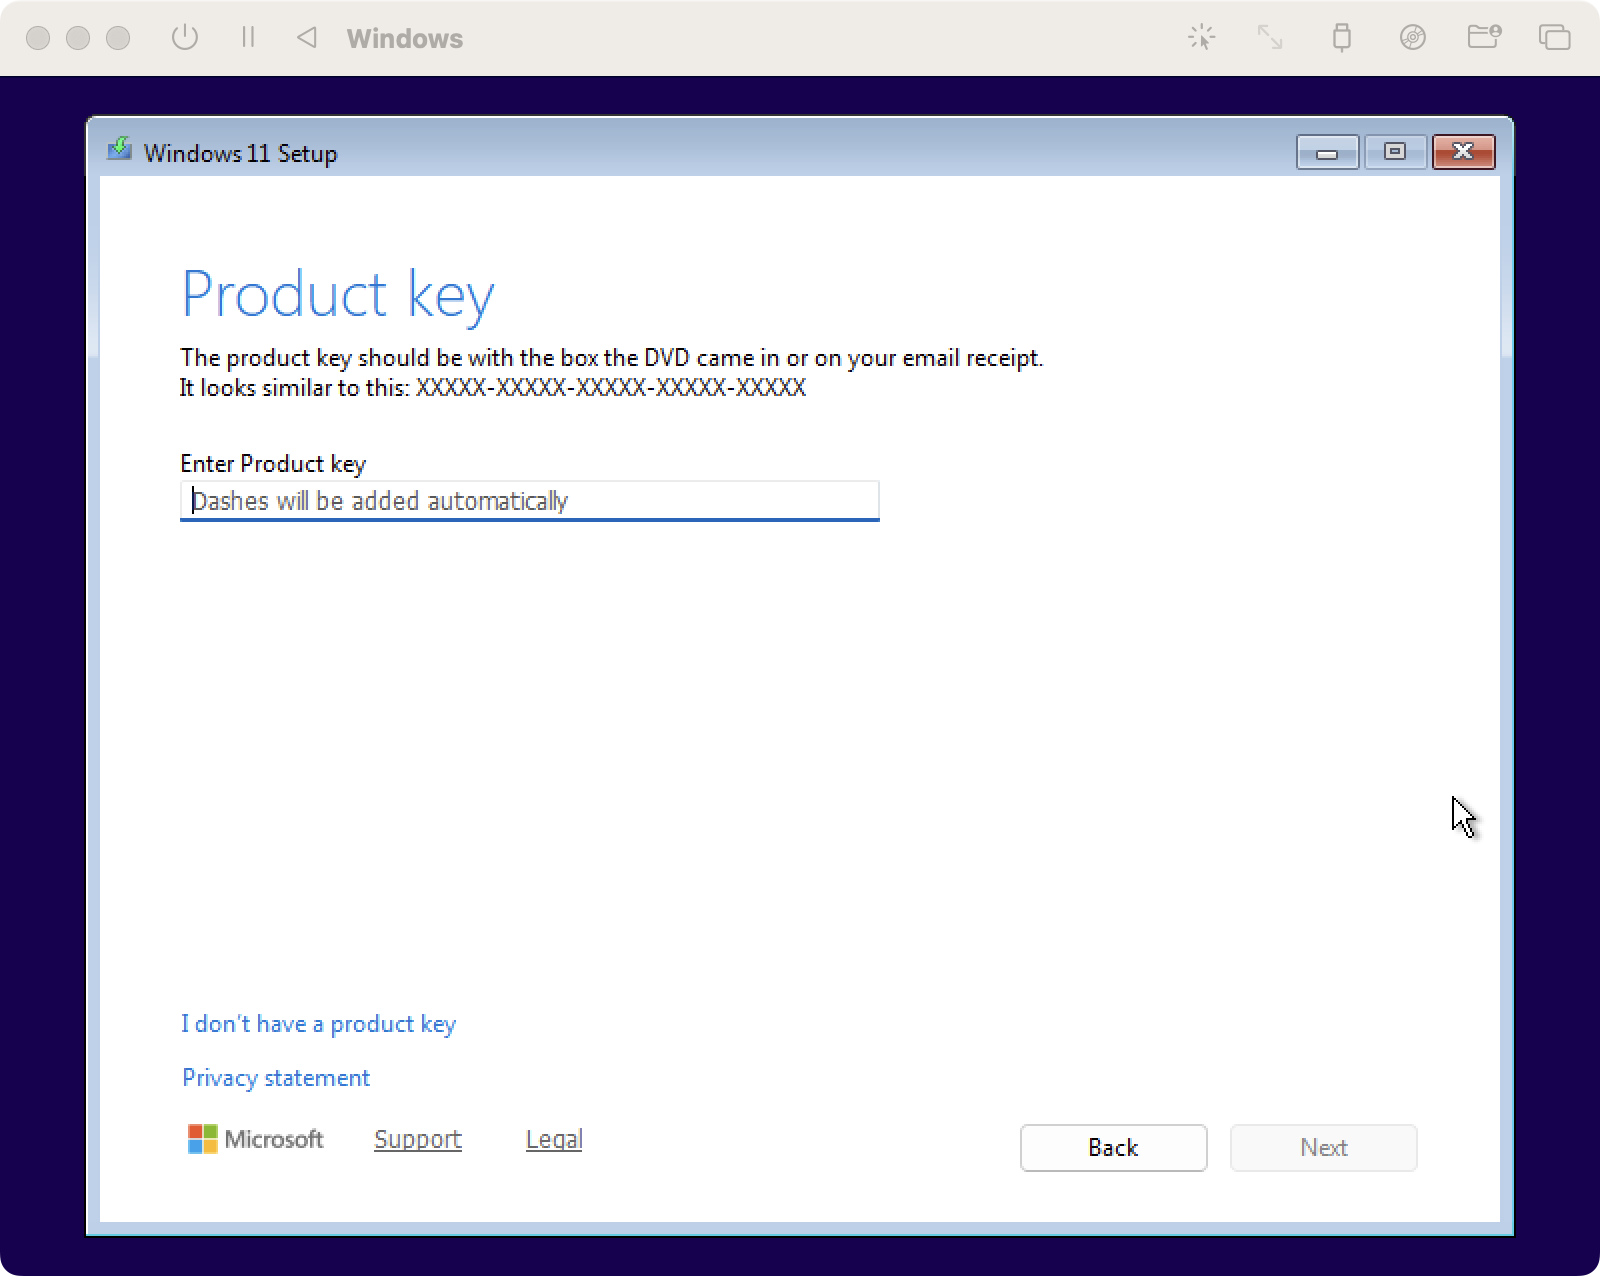 Windows
Windows 11 Setup
Product key
The product key should be with the box the DVD came in or on your email receipt.
It looks similar to this: XXXXX-XXXXX-XXXXX-XXXXX-XXXXX
Enter Product key
Dashes will be added automatically
I don't have a product key
Privacy statement
Microsoft Support Legal
Back Next